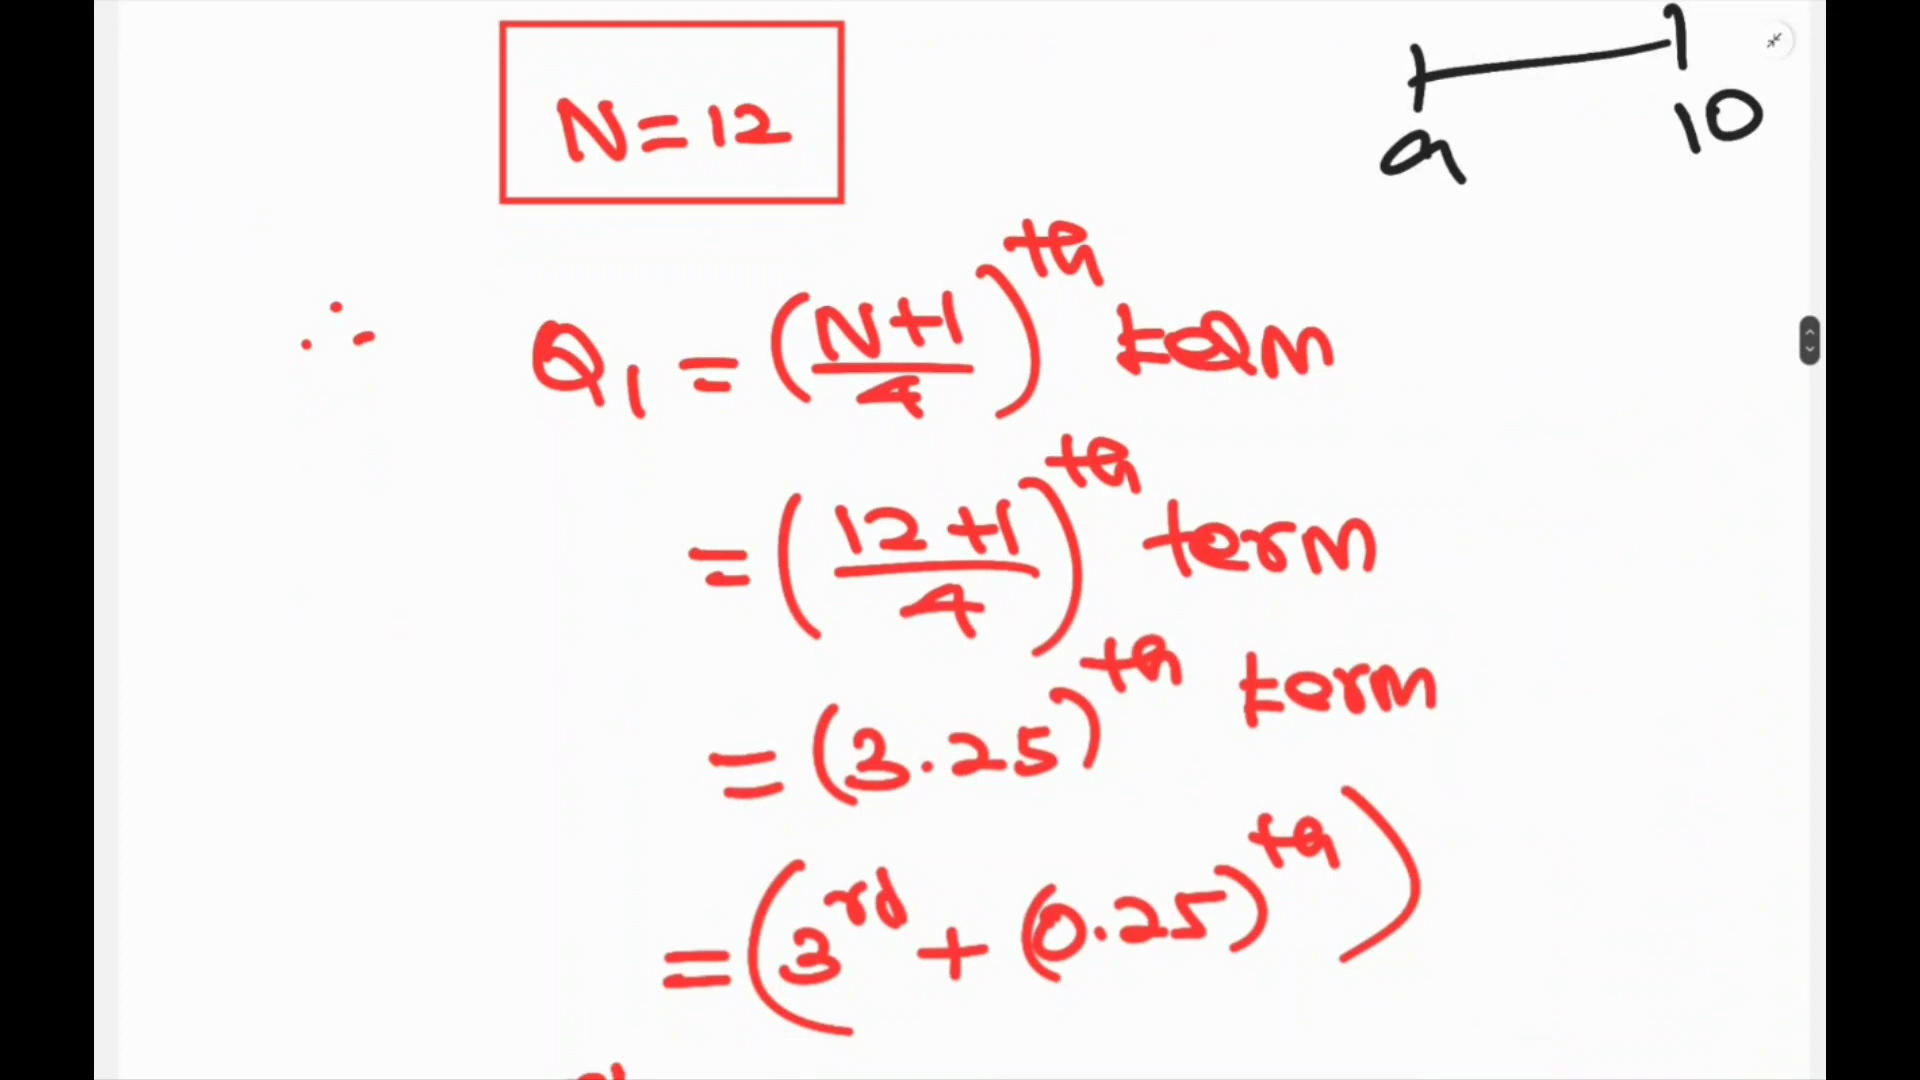 N=12
a 10
∴ Q₁ = (N+1/4)th term
= (12+1/4)th term
= (3.25)th term
= (3rd + (0.25)th)